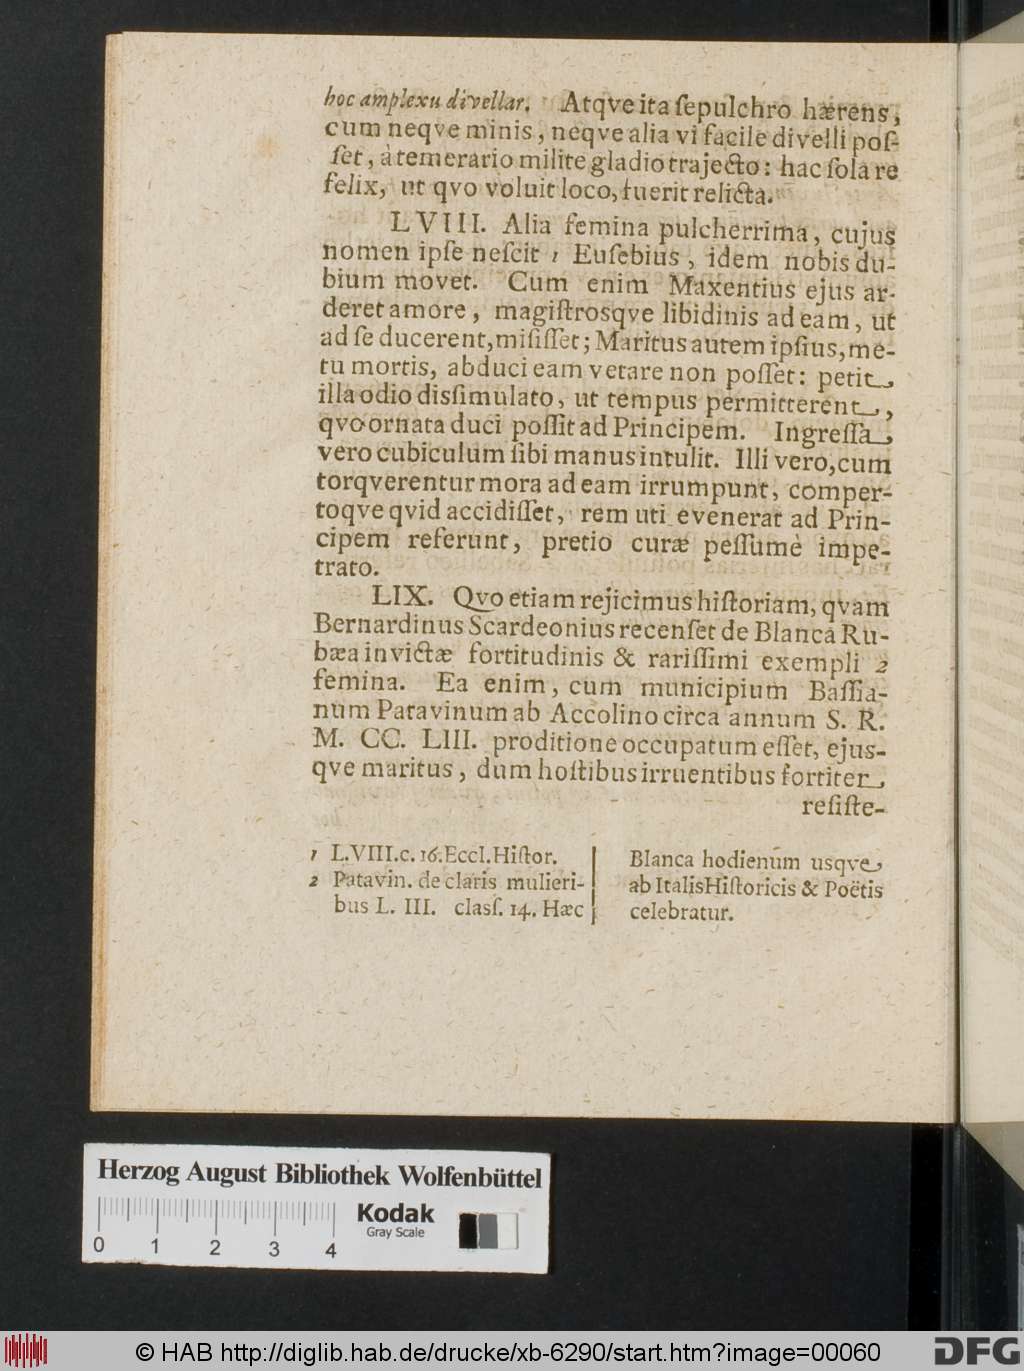 hoc amplexu divellar. Atqve ita ſepulchro hærens,
cum neqve minis, neqve alia vi facile divelli poſ-
ſet, à temerario milite gladio trajecto: hac ſola re
felix, ut qvo voluit loco, fuerit relicta.
LVIII. Alia femina pulcherrima, cujus
nomen ipſe neſcit 1 Euſebius, idem nobis du-
bium movet. Cum enim Maxentius ejus ar-
deret amore, magiſtrosqve libidinis ad eam, ut
ad ſe ducerent, miſiſſet; Maritus autem ipſius, me-
tu mortis, abduci eam vetare non poſſet: petit,
illa odio disſimulato, ut tempus permitterent,
qvo ornata duci poſſit ad Principem. Ingreſſa,
vero cubiculum ſibi manus intulit. Illi vero, cum
torqverentur mora ad eam irrumpunt, comper-
toqve qvid accidiſſet, rem uti evenerat ad Prin-
cipem referunt, pretio curæ peſſumè impe-
trato.
LIX. Qvo etiam rejicimus hiſtoriam, qvam
Bernardinus Scardeonius recenſet de Blanca Ru-
bæa invictæ fortitudinis & rariſſimi exempli 2
femina. Ea enim, cum municipium Baſſia-
num Patavinum ab Accolino circa annum S. R.
M. CC. LIII. proditione occupatum eſſet, ejus-
qve maritus, dum hoſtibus irruentibus fortiter
reſiſte-
1 L.VIII.c. 16. Eccl. Hiſtor.
2 Patavin. de claris mulieri-
bus L. III. claſſ. 14. Hæc
Blanca hodienum usqve
ab Italis Hiſtoricis & Poëtis
celebratur.
Herzog August Bibliothek Wolfenbüttel
0 1 2 3 4
Kodak
Gray Scale
© HAB http://diglib.hab.de/drucke/xb-6290/start.htm?image=00060
DFG